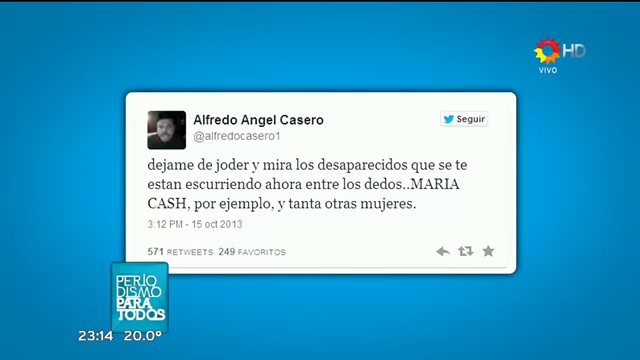 HD
VIVO
Alfredo Angel Casero
@alfredocasero1
Seguir
dejame de joder y mira los desaparecidos que se te
estan escurriendo ahora entre los dedos..MARIA
CASH, por ejemplo, y tanta otras mujeres.
3:12 PM - 15 oct 2013
571 RETWEETS 249 FAVORITOS
PERIO
DISMO
PARA
TODOS
23:14 20.0°